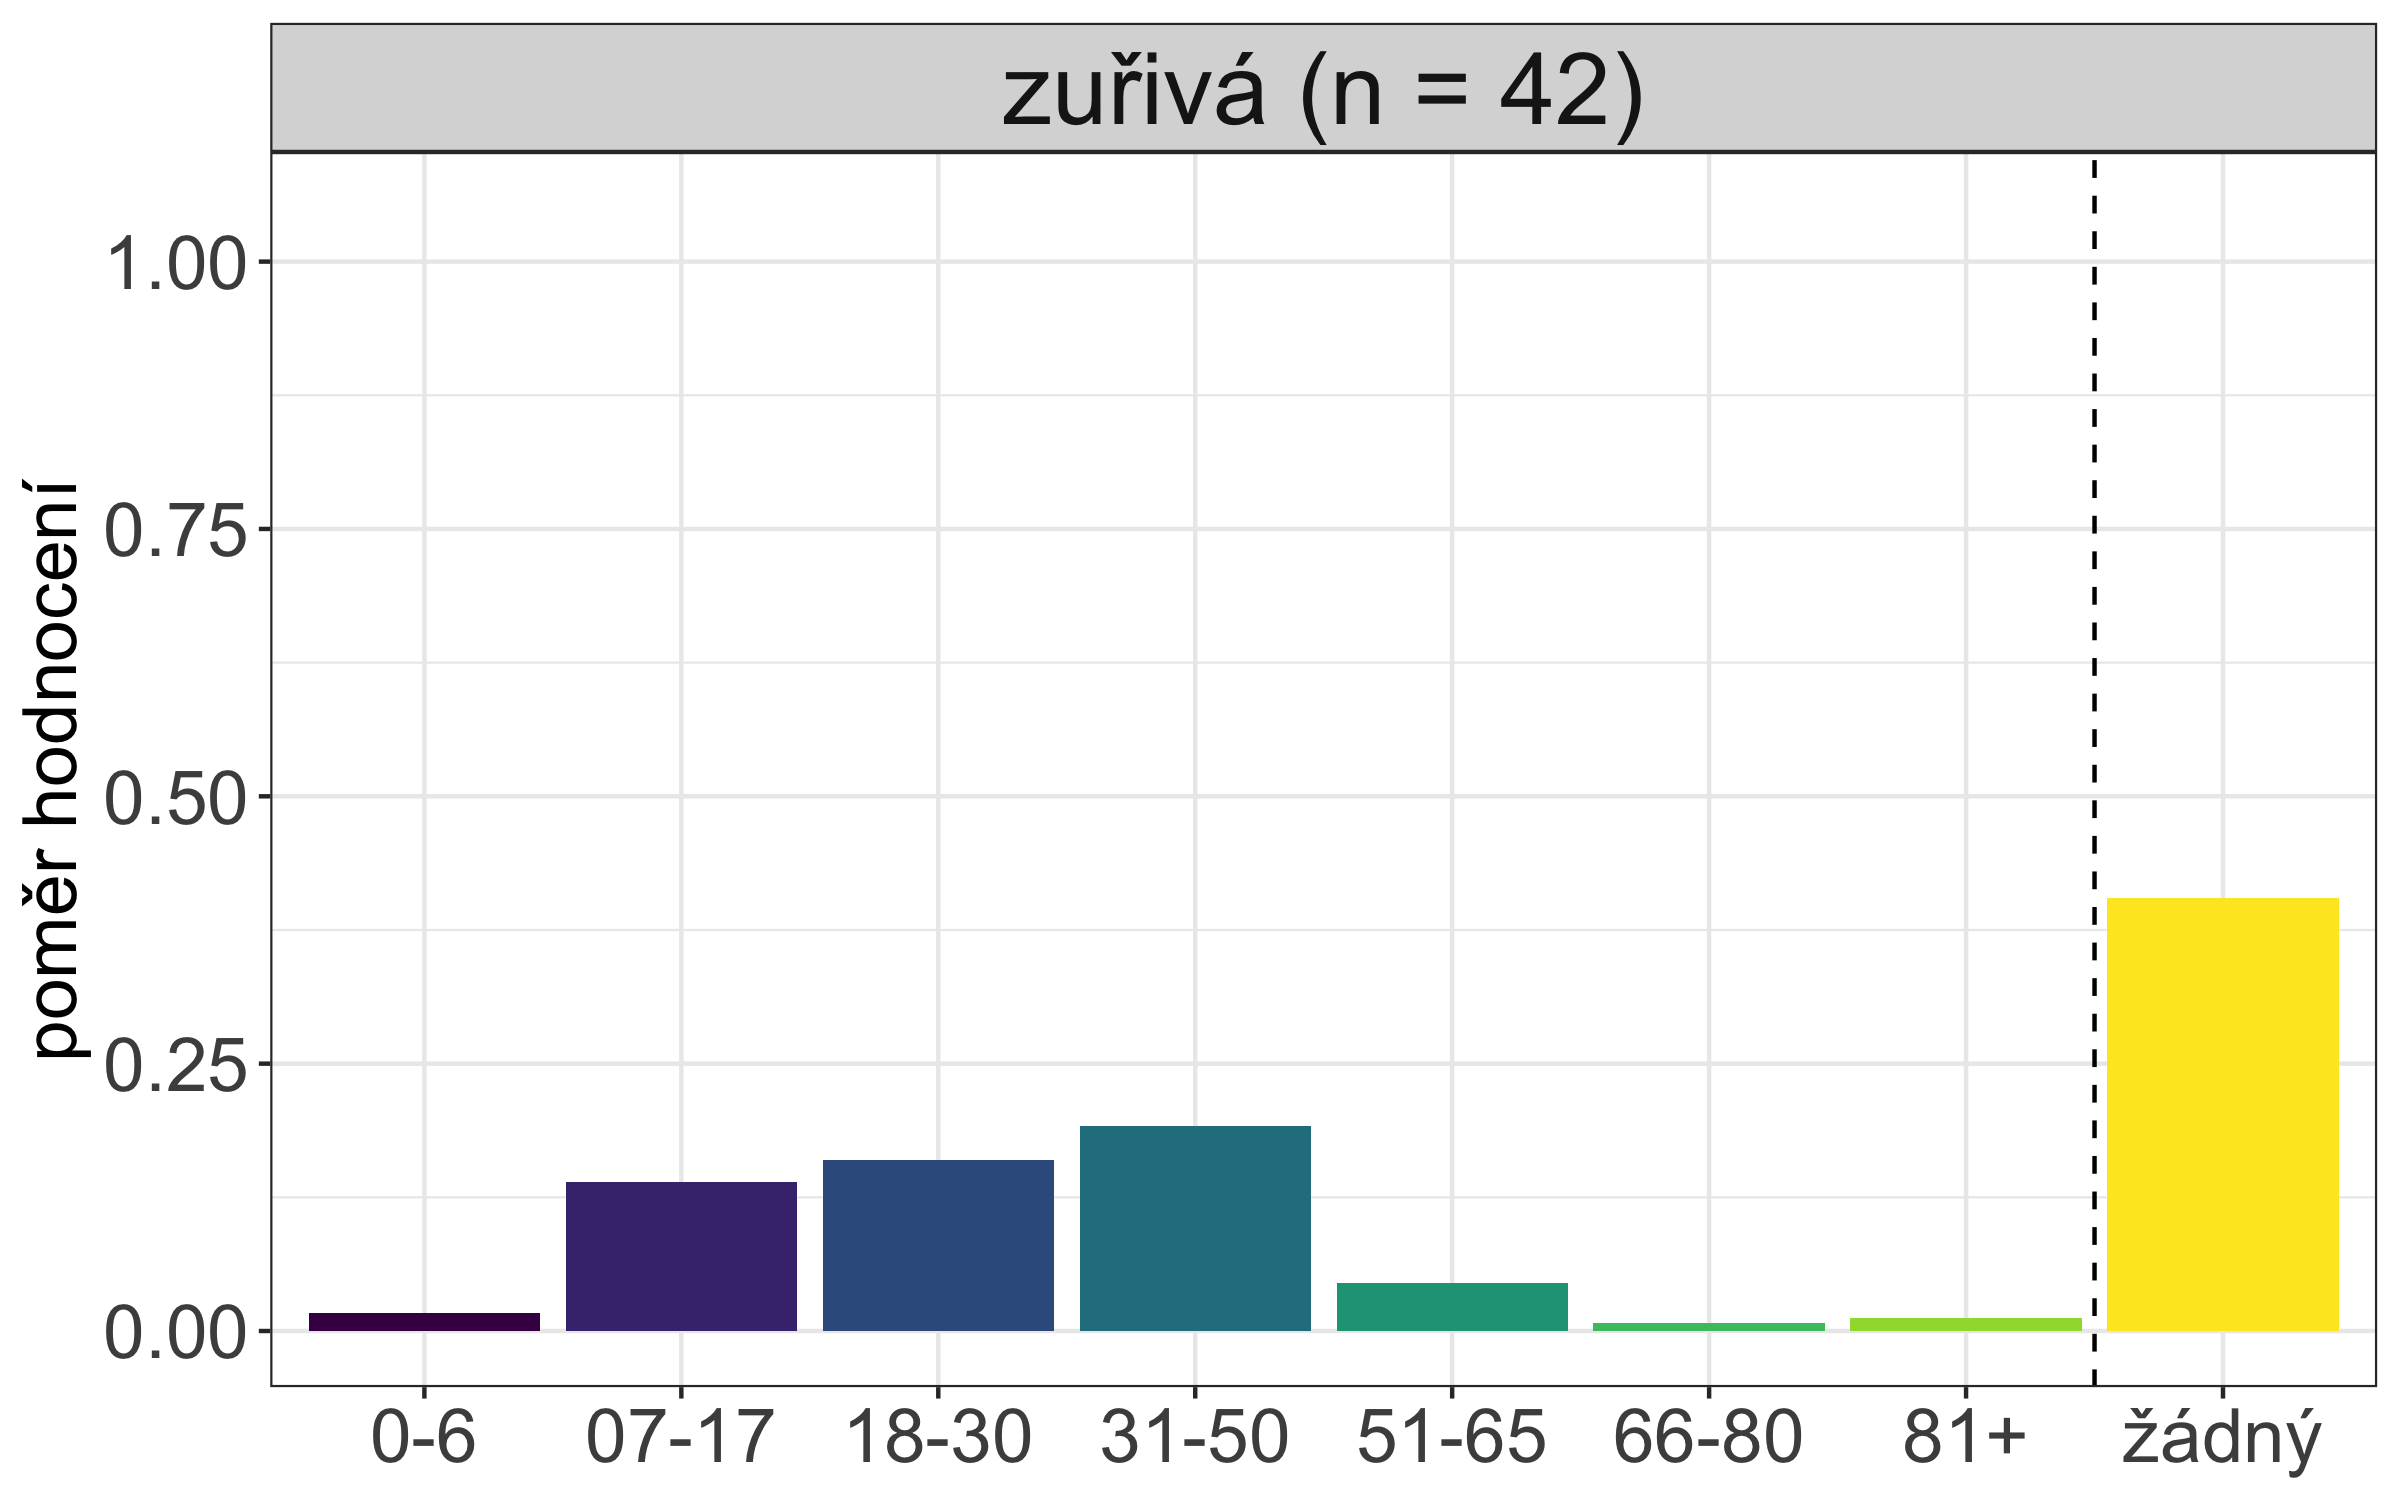 zuřivá (n = 42)
poměr hodnocení
1.00
0.75
0.50
0.25
0.00
0-6 07-17 18-30 31-50 51-65 66-80 81+ žádný